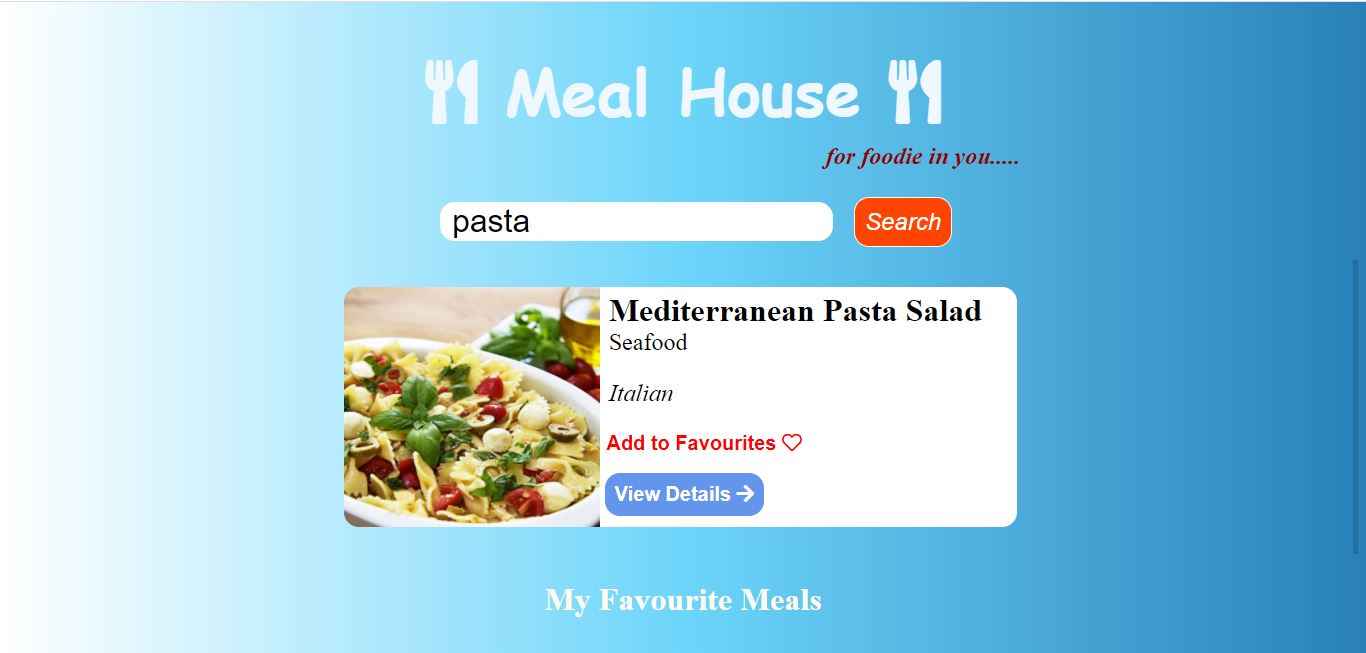 Meal House
for foodie in you.....
pasta
Search
Mediterranean Pasta Salad
Seafood
Italian
Add to Favourites
View Details
My Favourite Meals